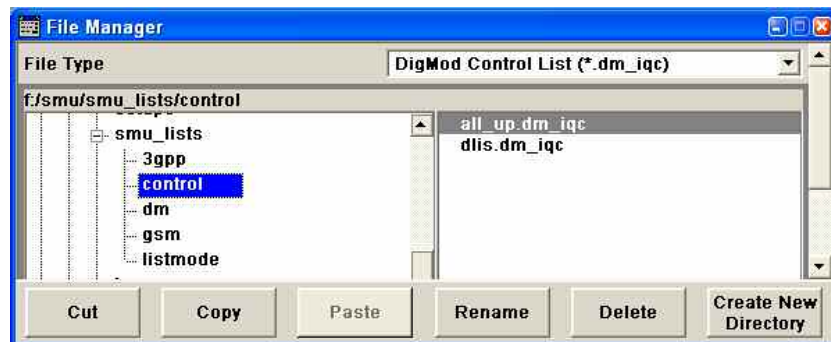 File Manager
File Type
DigMod Control List (*.dm_iqc)
f:/smu/smu_lists/control
smu_lists
3gpp
control
dm
gsm
listmode
all_up.dm_iqc
dlis.dm_iqc
Cut
Copy
Paste
Rename
Delete
Create New
Directory